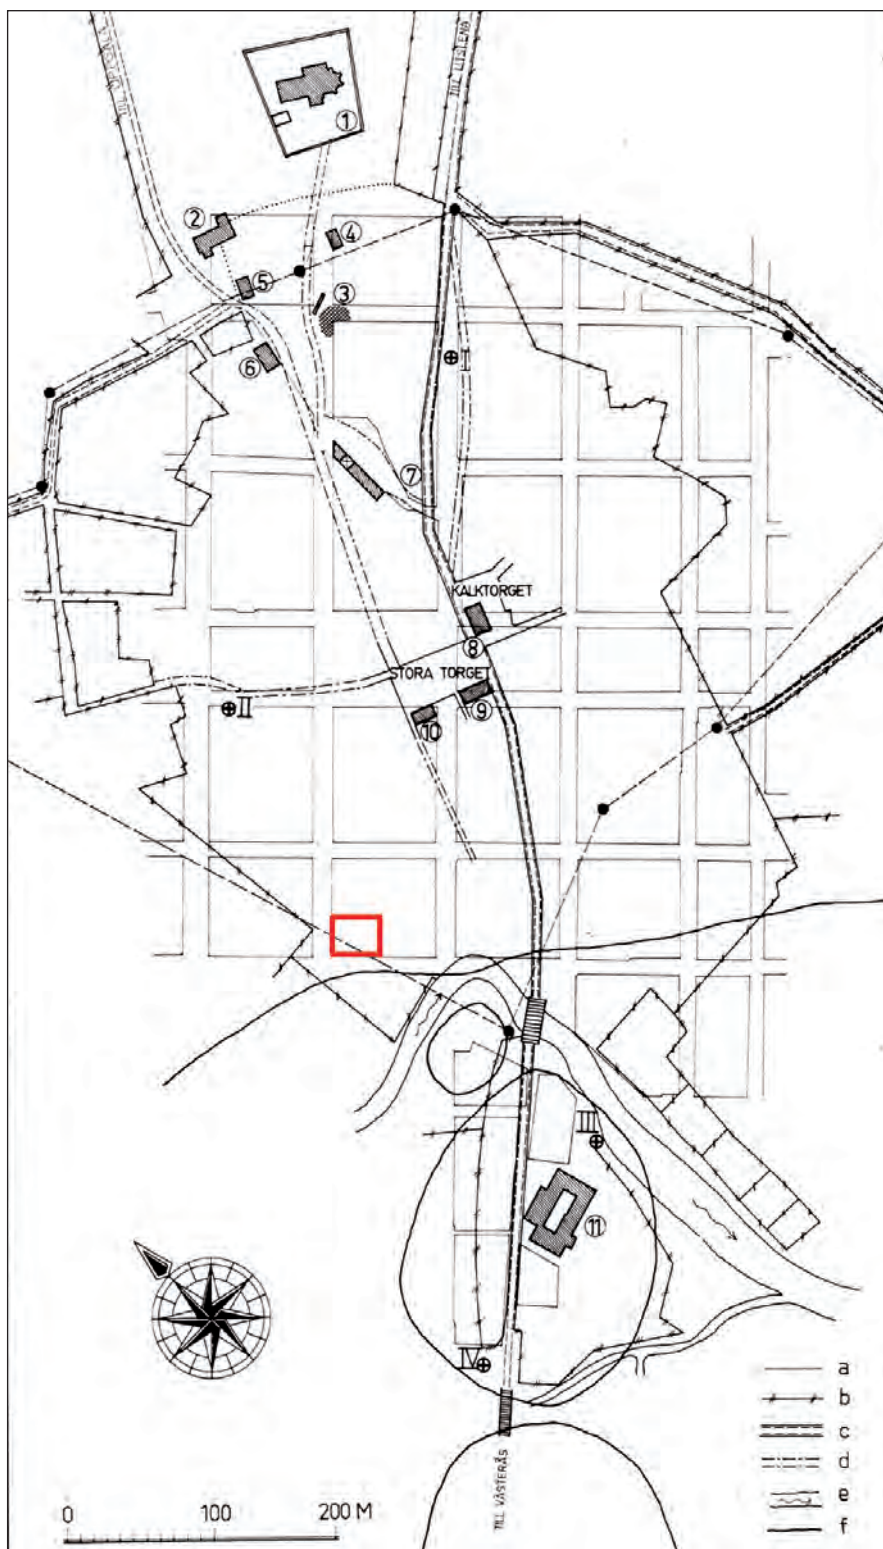 TILL UPPSALA
TILL LISTENA
①
②
④
⑤
③
⑥
I
⑦
KALKTORGET
⑧
STORA TORGET
II
⑨
10
III
⑪
IV
TILL VÄSTERÅS
a
b
c
d
e
f
0 100 200 M